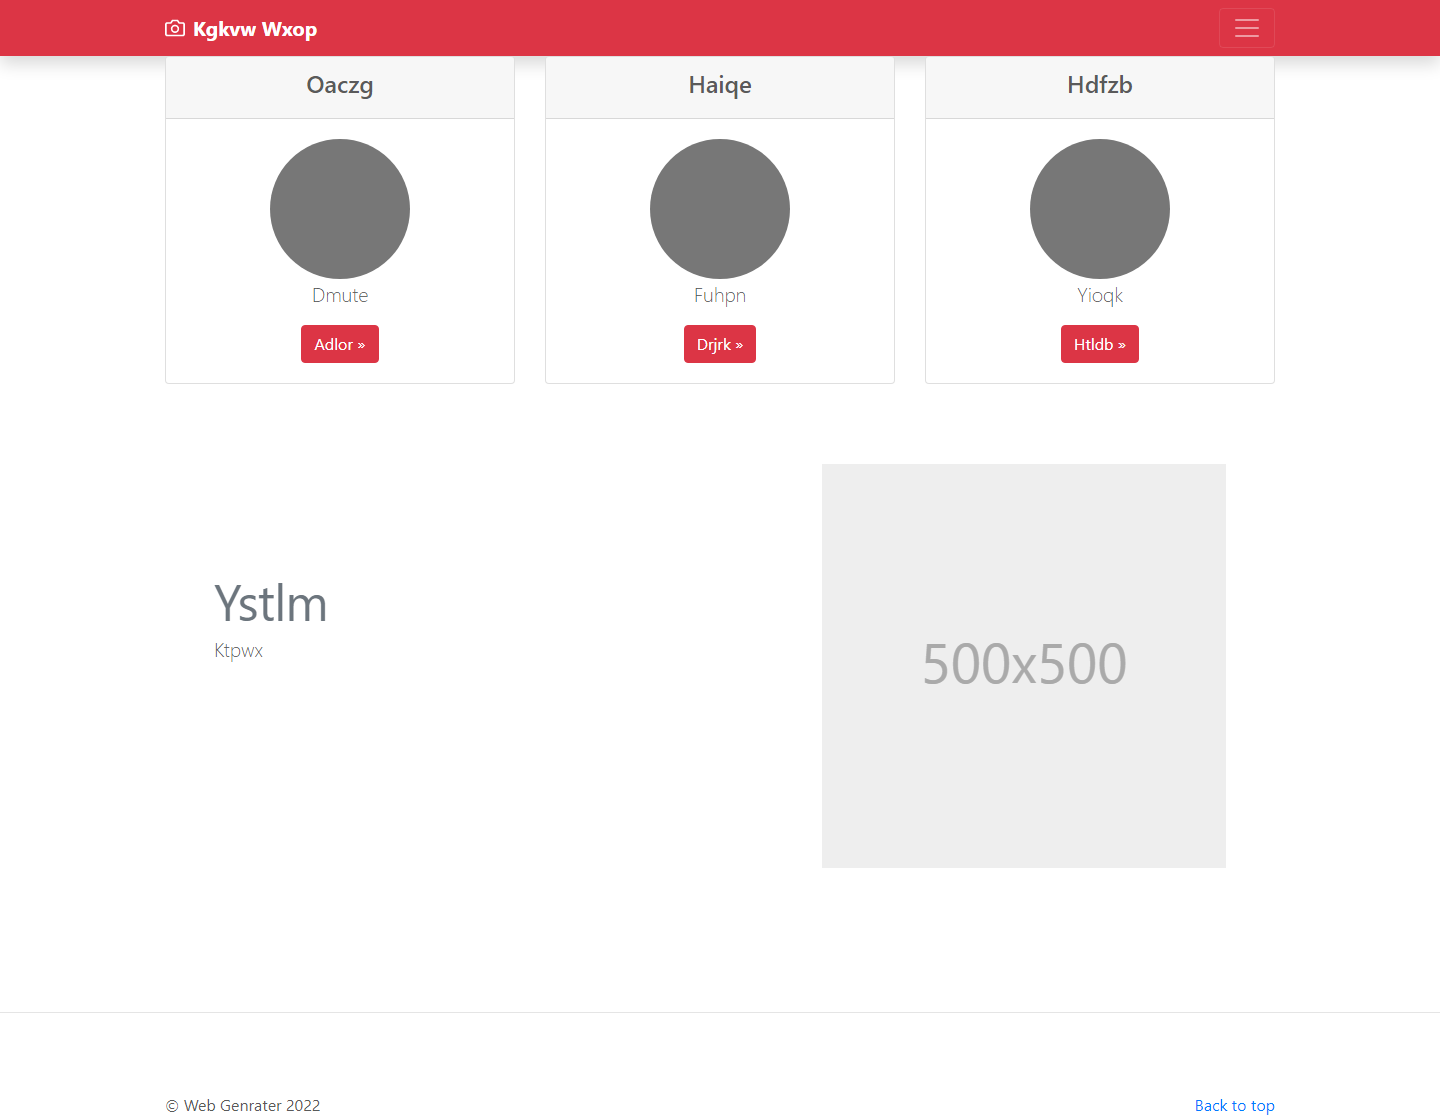 Kgkvw Wxop
Oaczg
Haiqe
Hdfzb
Dmute
Fuhpn
Yioqk
Adlor »
Drjrk »
Htldb »
Ystlm
Ktpwx
500x500
© Web Genrater 2022
Back to top